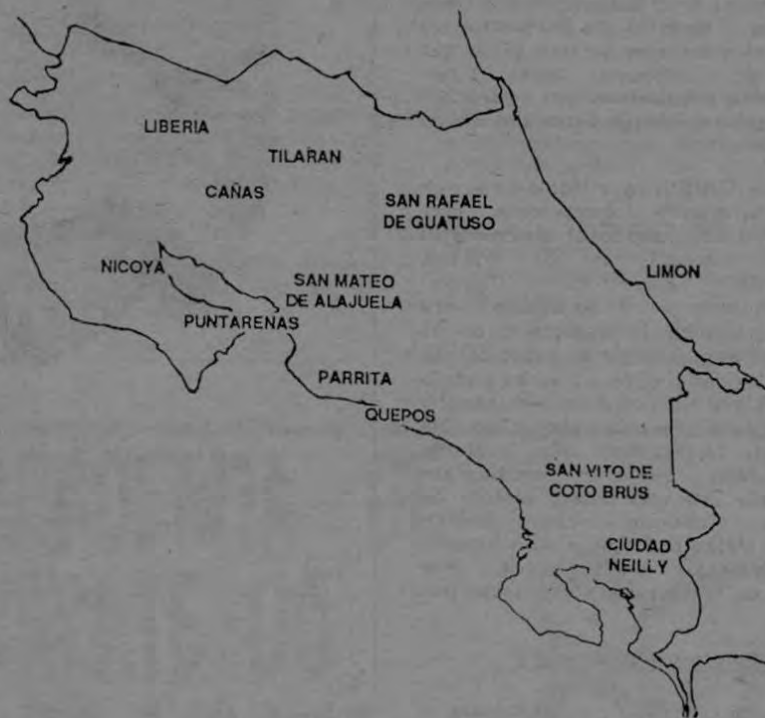 LIBERIA
TILARAN
CAÑAS
SAN RAFAEL
DE GUATUSO
NICOYA
SAN MATEO
DE ALAJUELA
LIMON
PUNTARENAS
PARRITA
QUEPOS
SAN VITO DE
COTO BRUS
CIUDAD
NEILLY